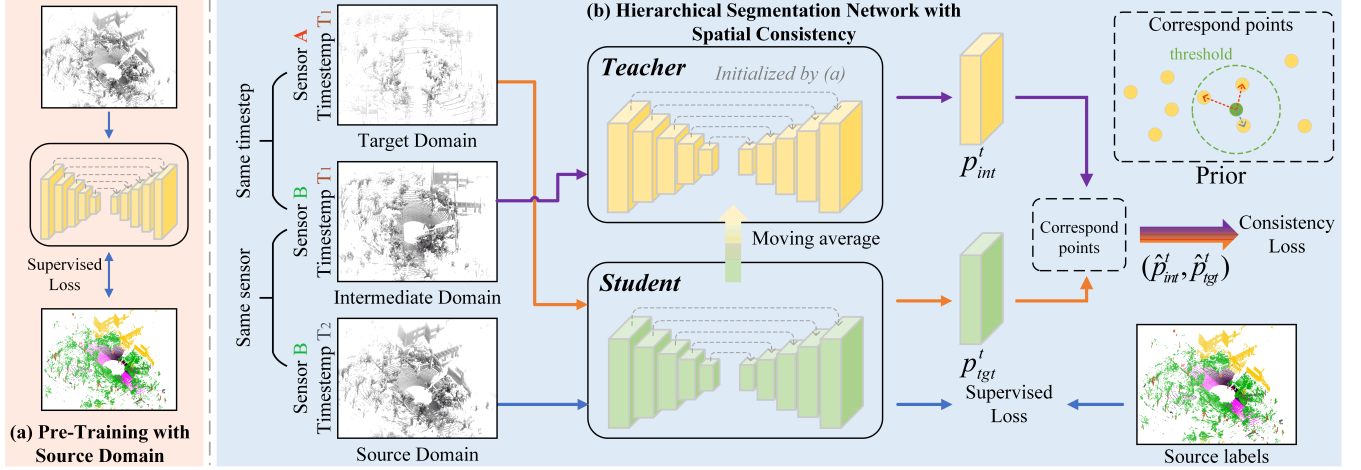 Supervised
Loss
(a) Pre-Training with
Source Domain
(b) Hierarchical Segmentation Network with
Spatial Consistency
Same timestep
Same sensor
Sensor A
Timestemp T1
Target Domain
Sensor B
Timestemp T1
Intermediate Domain
Sensor B
Timestemp T2
Source Domain
Teacher
Initialized by (a)
Moving average
Student
p^t_int
p^t_tgt
Supervised
Loss
Correspond points
threshold
Prior
Correspond
points
Consistency
Loss
(p̂^t_int, p̂^t_tgt)
Source labels